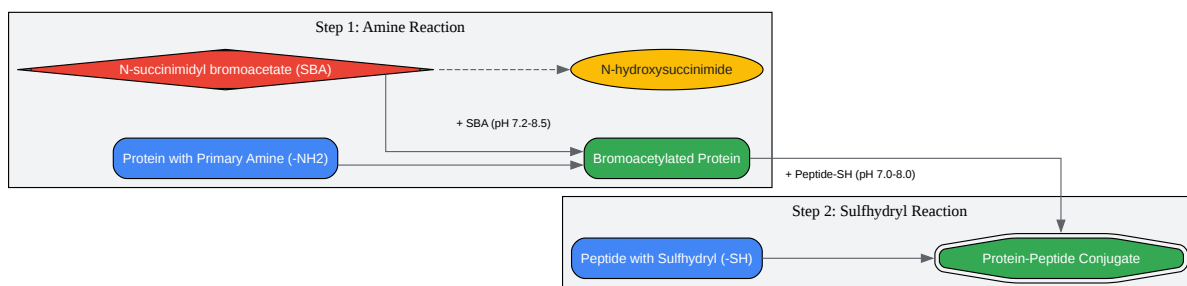 Step 1: Amine Reaction
N-succinimidyl bromoacetate (SBA)
N-hydroxysuccinimide
+ SBA (pH 7.2-8.5)
Protein with Primary Amine (-NH2)
Bromoacetylated Protein
+ Peptide-SH (pH 7.0-8.0)
Step 2: Sulfhydryl Reaction
Peptide with Sulfhydryl (-SH)
Protein-Peptide Conjugate